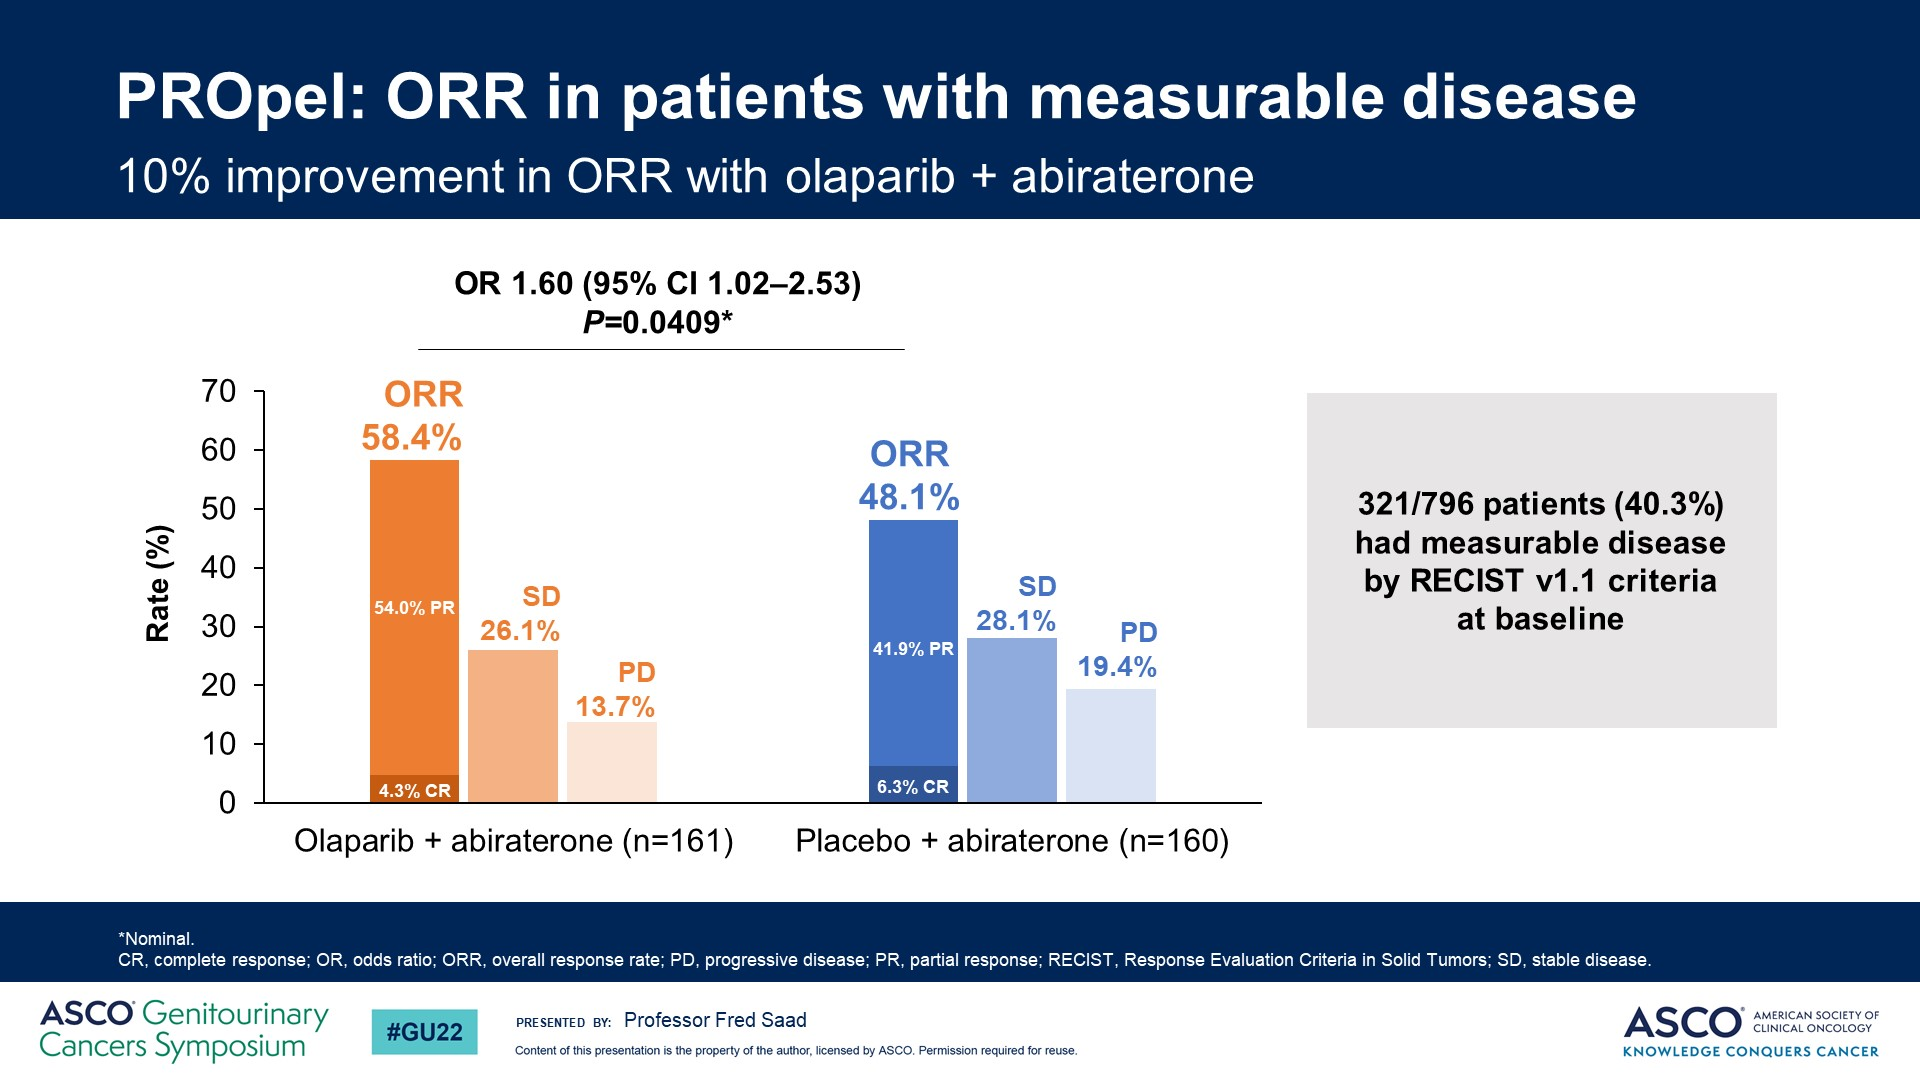 PROpel: ORR in patients with measurable disease
10% improvement in ORR with olaparib + abiraterone
OR 1.60 (95% CI 1.02–2.53)
P=0.0409*
Rate (%)
70
60
50
40
30
20
10
0
ORR
58.4%
54.0% PR
4.3% CR
SD
26.1%
PD
13.7%
ORR
48.1%
41.9% PR
6.3% CR
SD
28.1%
PD
19.4%
Olaparib + abiraterone (n=161)
Placebo + abiraterone (n=160)
321/796 patients (40.3%)
had measurable disease
by RECIST v1.1 criteria
at baseline
*Nominal.
CR, complete response; OR, odds ratio; ORR, overall response rate; PD, progressive disease; PR, partial response; RECIST, Response Evaluation Criteria in Solid Tumors; SD, stable disease.
ASCO® Genitourinary
Cancers Symposium
#GU22
PRESENTED BY: Professor Fred Saad
Content of this presentation is the property of the author, licensed by ASCO. Permission required for reuse.
ASCO® AMERICAN SOCIETY OF
CLINICAL ONCOLOGY
KNOWLEDGE CONQUERS CANCER